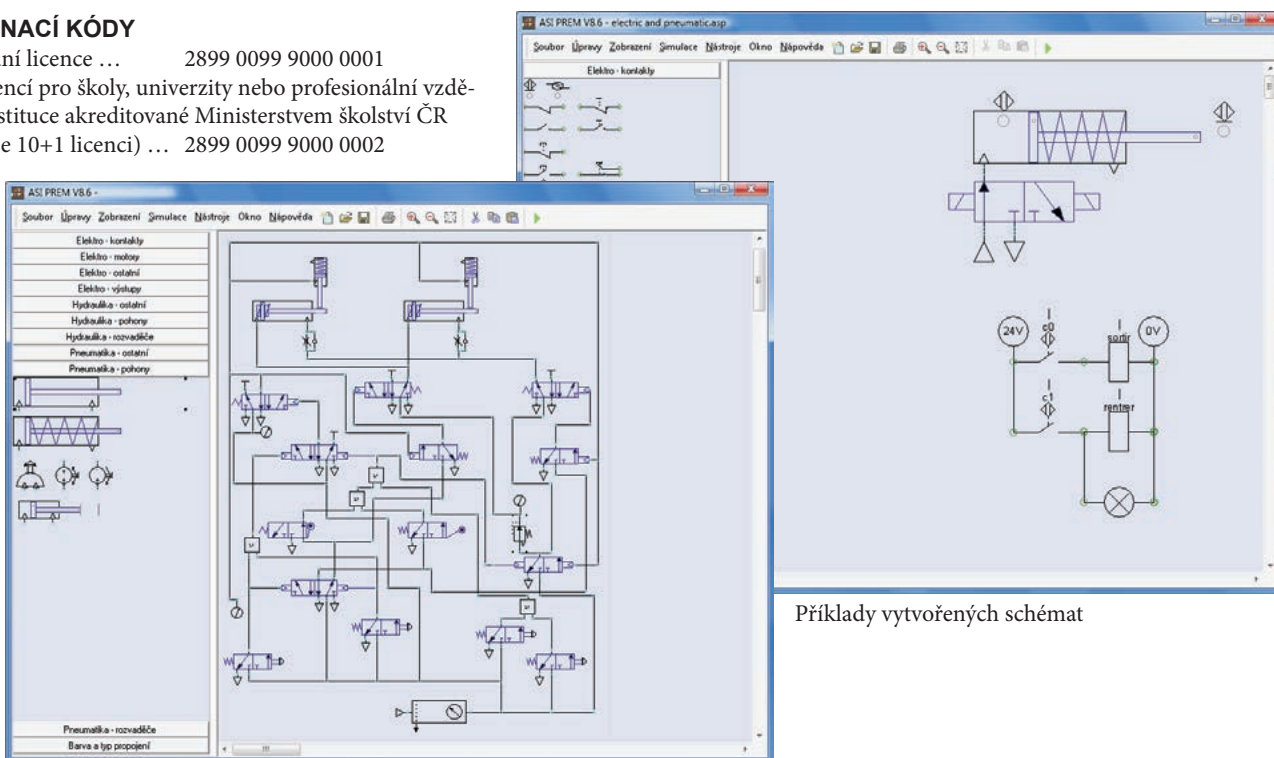 NACÍ KÓDY
ní licence … 2899 0099 9000 0001
encí pro školy, univerzity nebo profesionální vzdě-
stituce akreditované Ministerstvem školství ČR
e 10+1 licenci) … 2899 0099 9000 0002
ASI PREM V8.6 - electric and pneumatic.asp
Soubor Úpravy Zobrazení Simulace Nástroje Okno Nápověda
Elektro - kontakty
24V
c0
sortir
0V
c1
rentrer
ASI PREM V8.6 -
Soubor Úpravy Zobrazení Simulace Nástroje Okno Nápověda
Elektro - kontakty
Elektro - motory
Elektro - ostatní
Elektro - výstupy
Hydraulika - ostatní
Hydraulika - pohony
Hydraulika - rozvaděče
Pneumatika - ostatní
Pneumatika - pohony
Pneumatika - rozvaděče
Barva a typ propojení
Příklady vytvořených schémat